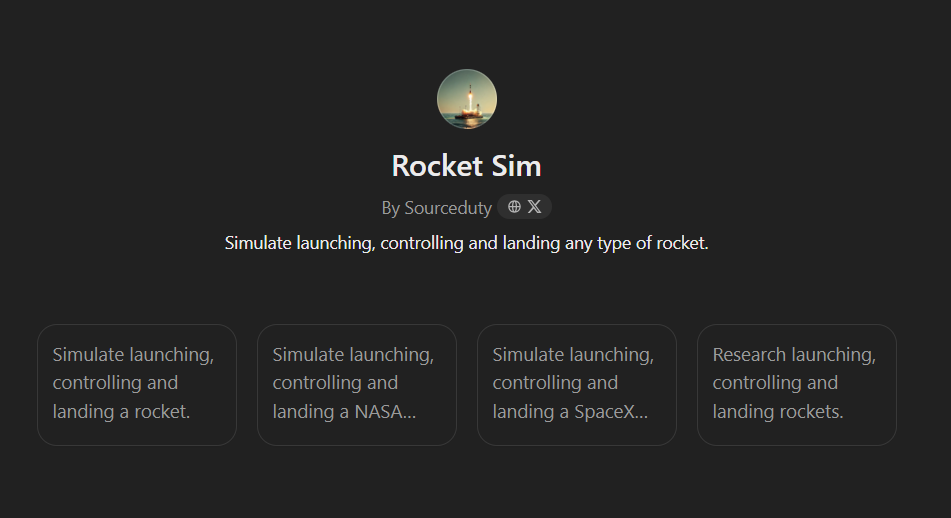 Rocket Sim
By Sourceduty
Simulate launching, controlling and landing any type of rocket.
Simulate launching,
controlling and
landing a rocket.
Simulate launching,
controlling and
landing a NASA...
Simulate launching,
controlling and
landing a SpaceX...
Research launching,
controlling and
landing rockets.